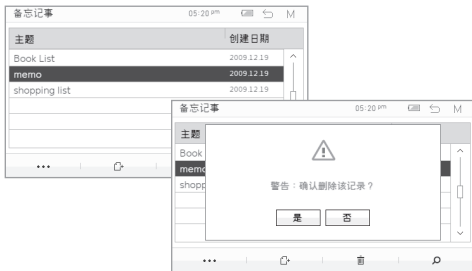 备忘记事 05:20 PM M
主题 创建日期
Book List 2009.12.19
memo 2009.12.19
shopping list 2009.12.19
备忘记事 05:20 PM M
主题
Book
memo
shopp
警告：确认删除该记录？
是 否